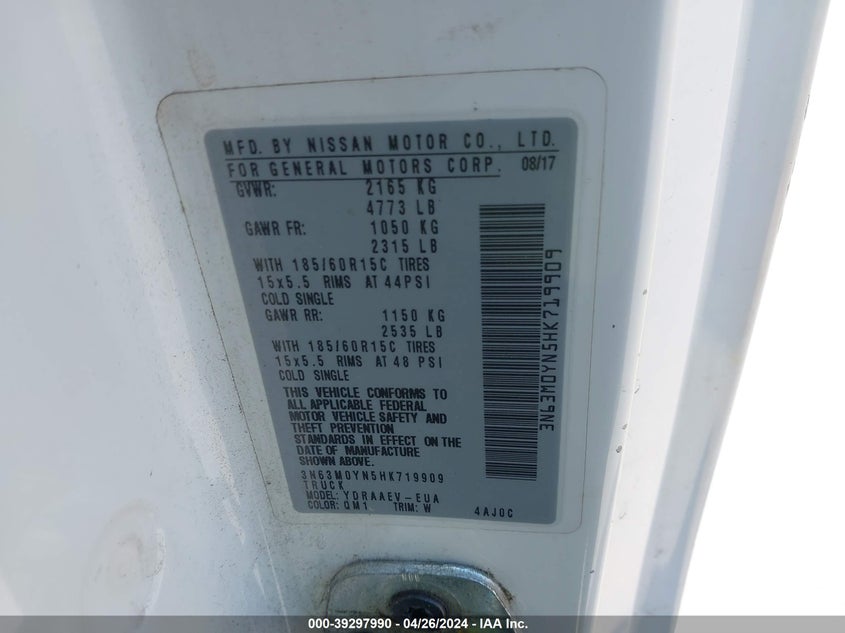 MFD. BY NISSAN MOTOR CO., LTD.
FOR GENERAL MOTORS CORP. 08/17
GVWR: 2165 KG
4773 LB
GAWR FR: 1050 KG
2315 LB
WITH 185/60R15C TIRES
15x5.5 RIMS AT 44PSI
COLD SINGLE
GAWR RR: 1150 KG
2535 LB
WITH 185/60R15C TIRES
15x5.5 RIMS AT 48 PSI
COLD SINGLE
THIS VEHICLE CONFORMS TO
ALL APPLICABLE FEDERAL
MOTOR VEHICLE SAFETY AND
THEFT PREVENTION
STANDARDS IN EFFECT ON THE
DATE OF MANUFACTURE
SHOWN ABOVE.
3N63M0YN5HK719909
TRUCK
MODEL: YDRAAEV-EUA
COLOR: QM1 TRIM: W 4AJ0C
3N63M0YN5HK719909
000-39297990 - 04/26/2024 - IAA Inc.